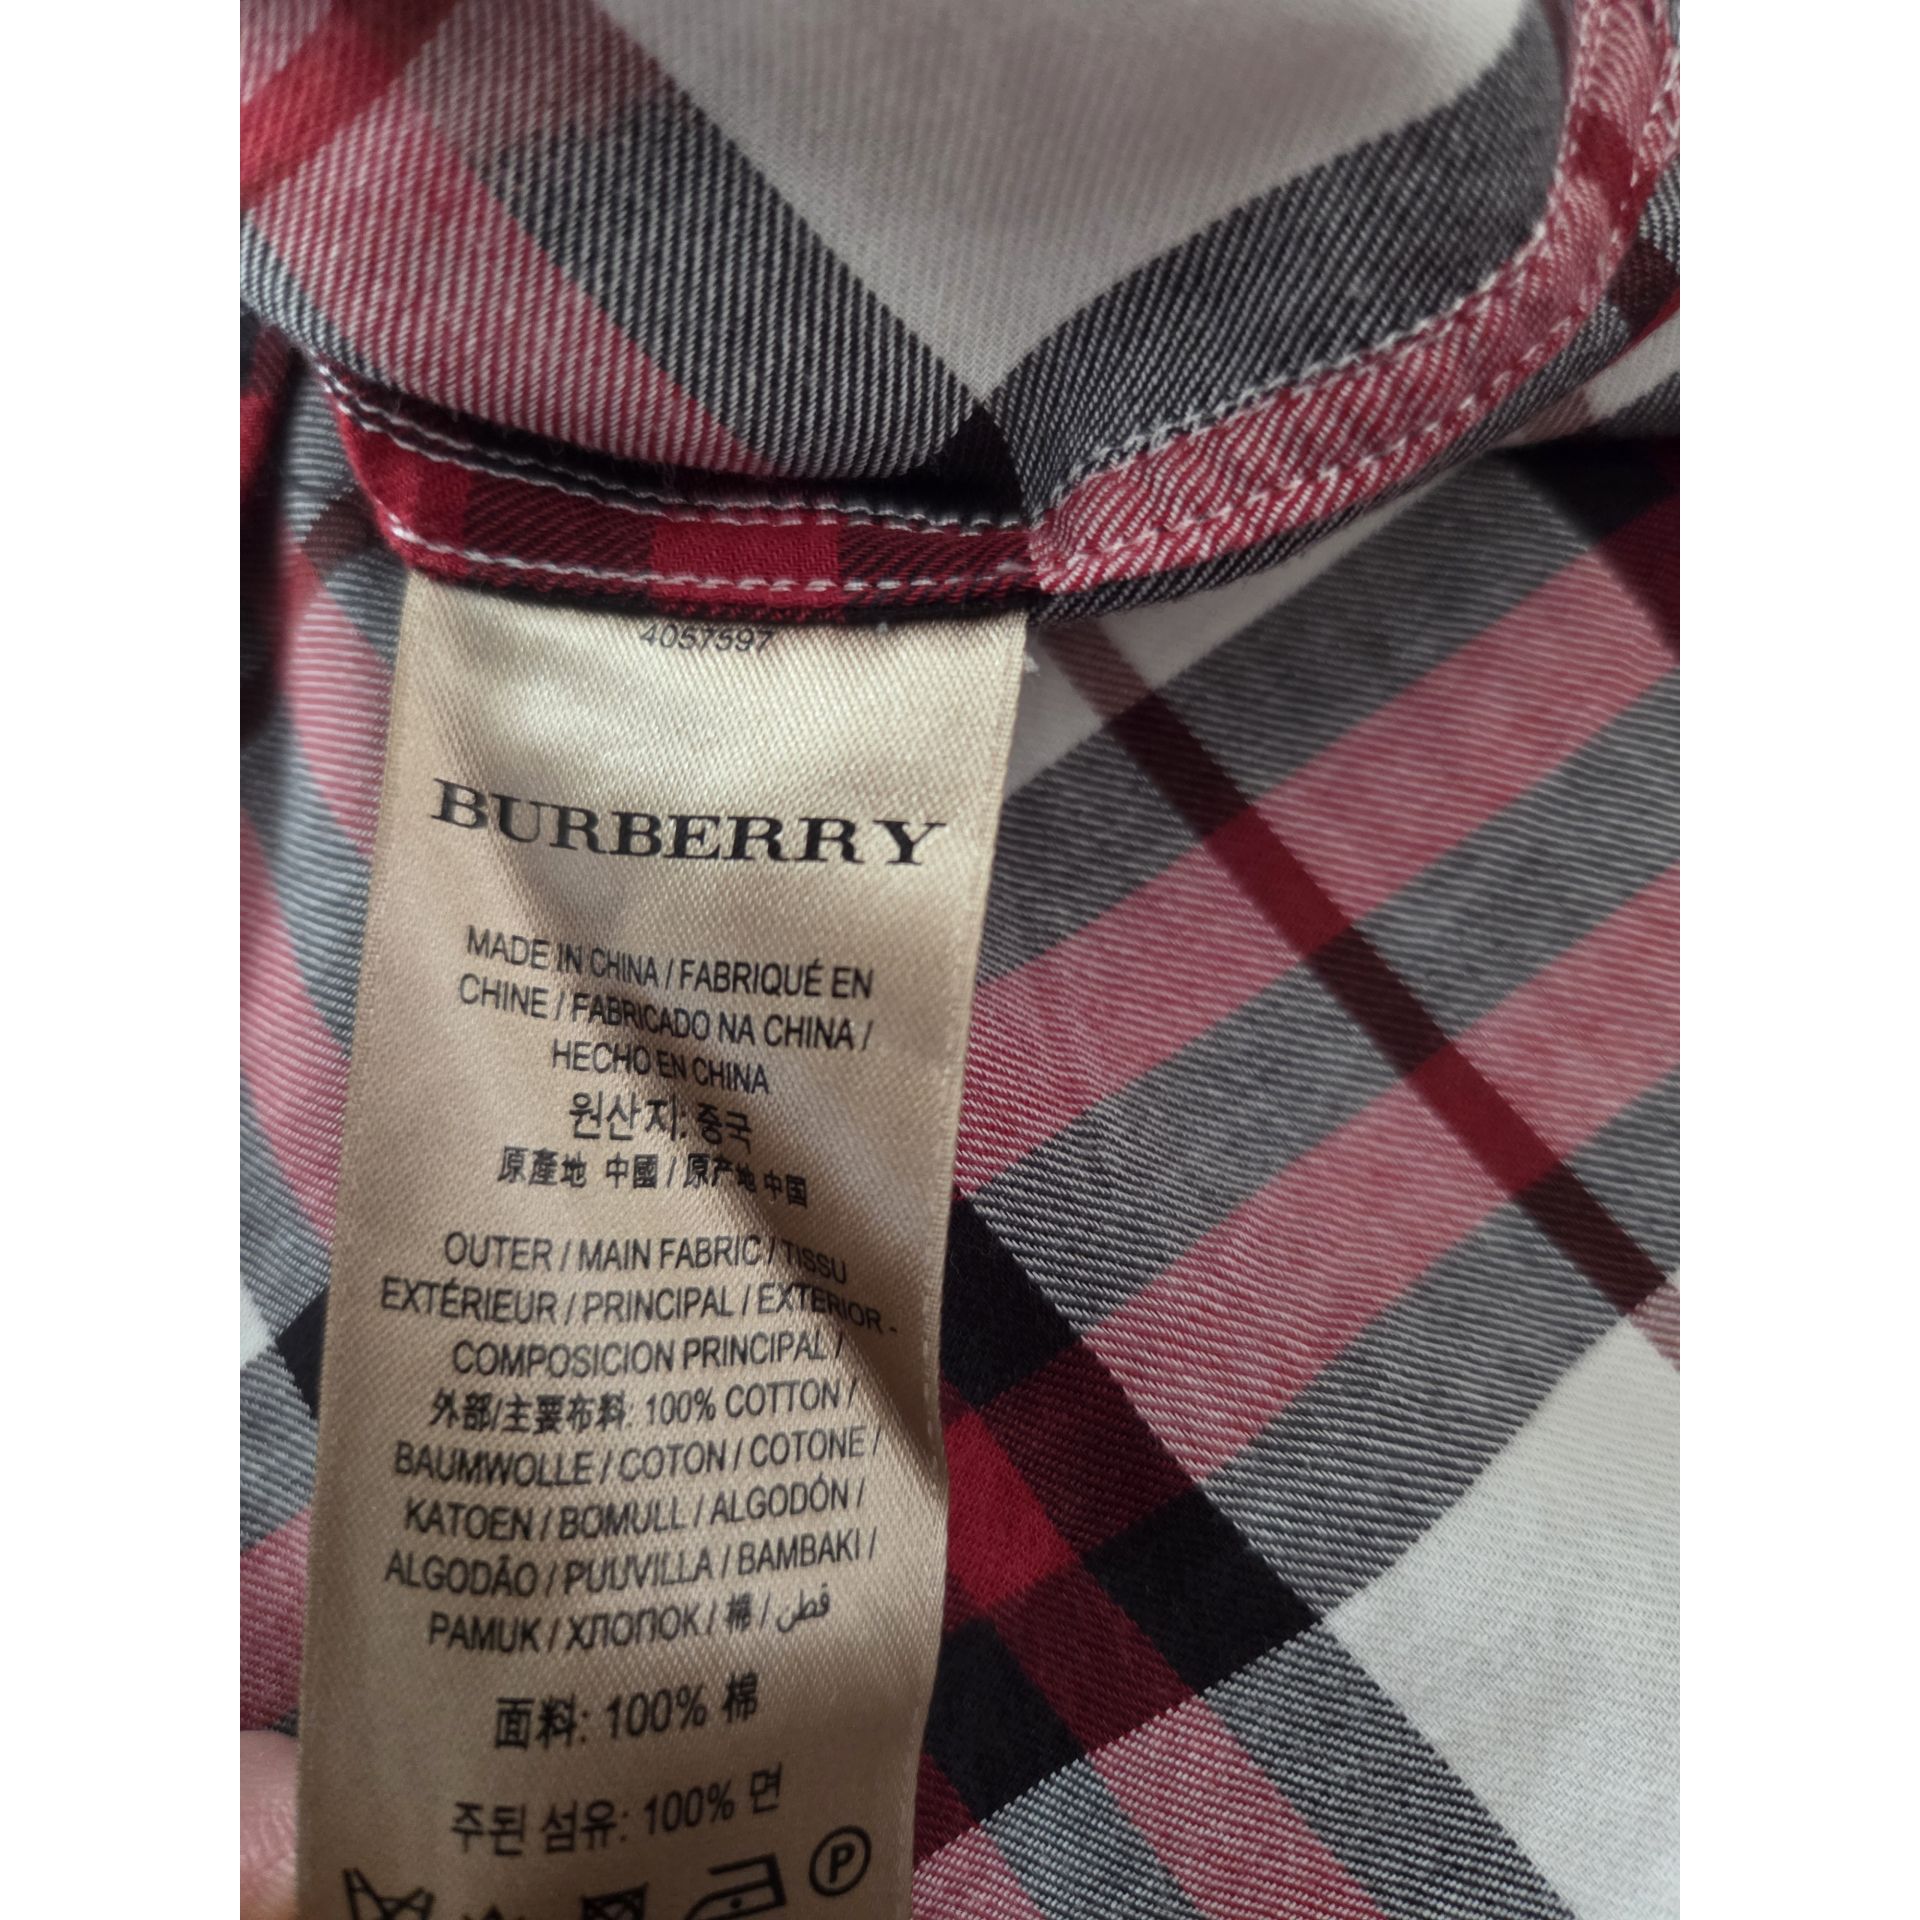 4057597
BURBERRY
MADE IN CHINA / FABRIQUÉ EN
CHINE / FABRICADO NA CHINA /
HECHO EN CHINA
원산지: 중국
原產地 中國 / 原产地 中国
OUTER / MAIN FABRIC / TISSU
EXTÉRIEUR / PRINCIPAL / EXTERIOR -
COMPOSICION PRINCIPAL /
外部/主要布料: 100% COTTON /
BAUMWOLLE / COTON / COTONE /
KATOEN / BOMULL / ALGODÓN /
ALGODÃO / PUUVILLA / BAMBAKI /
PAMUK / ХЛОПОК / 棉 / قطن
面料: 100% 棉
주된 섬유: 100% 면
P